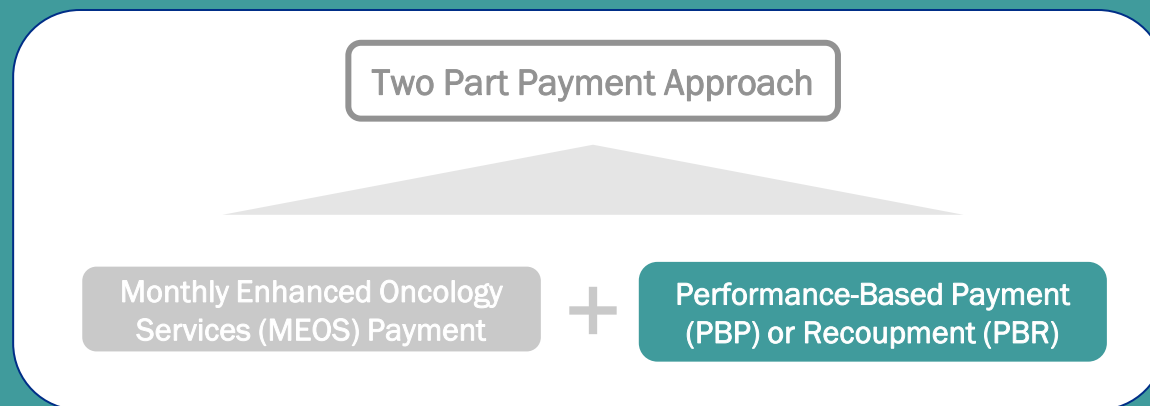 Two Part Payment Approach
Monthly Enhanced Oncology
Services (MEOS) Payment
+
Performance-Based Payment
(PBP) or Recoupment (PBR)